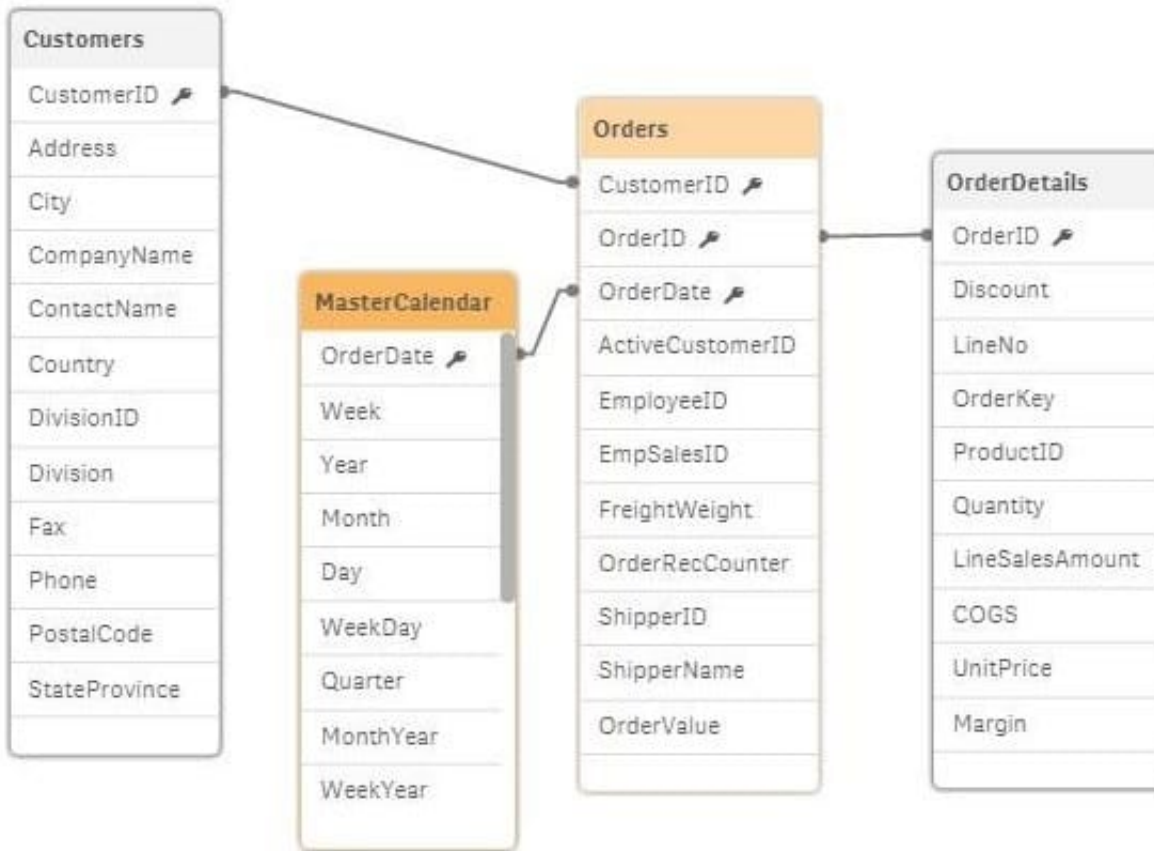 Customers
CustomerID
Address
City
CompanyName
ContactName
Country
DivisionID
Division
Fax
Phone
PostalCode
StateProvince
MasterCalendar
OrderDate
Week
Year
Month
Day
WeekDay
Quarter
MonthYear
WeekYear
Orders
CustomerID
OrderID
OrderDate
ActiveCustomerID
EmployeeID
EmpSalesID
FreightWeight
OrderRecCounter
ShipperID
ShipperName
OrderValue
OrderDetails
OrderID
Discount
LineNo
OrderKey
ProductID
Quantity
LineSalesAmount
COGS
UnitPrice
Margin